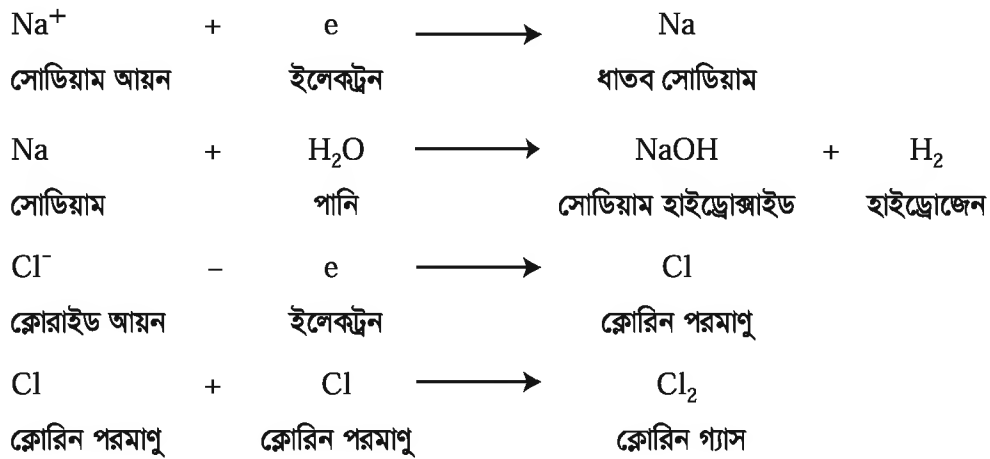 Na⁺ + e ⟶ Na
সোডিয়াম আয়ন ইলেকট্রন ধাতব সোডিয়াম
Na + H₂O ⟶ NaOH + H₂
সোডিয়াম পানি সোডিয়াম হাইড্রোক্সাইড হাইড্রোজেন
Cl⁻ – e ⟶ Cl
ক্লোরাইড আয়ন ইলেকট্রন ক্লোরিন পরমাণু
Cl + Cl ⟶ Cl₂
ক্লোরিন পরমাণু ক্লোরিন পরমাণু ক্লোরিন গ্যাস